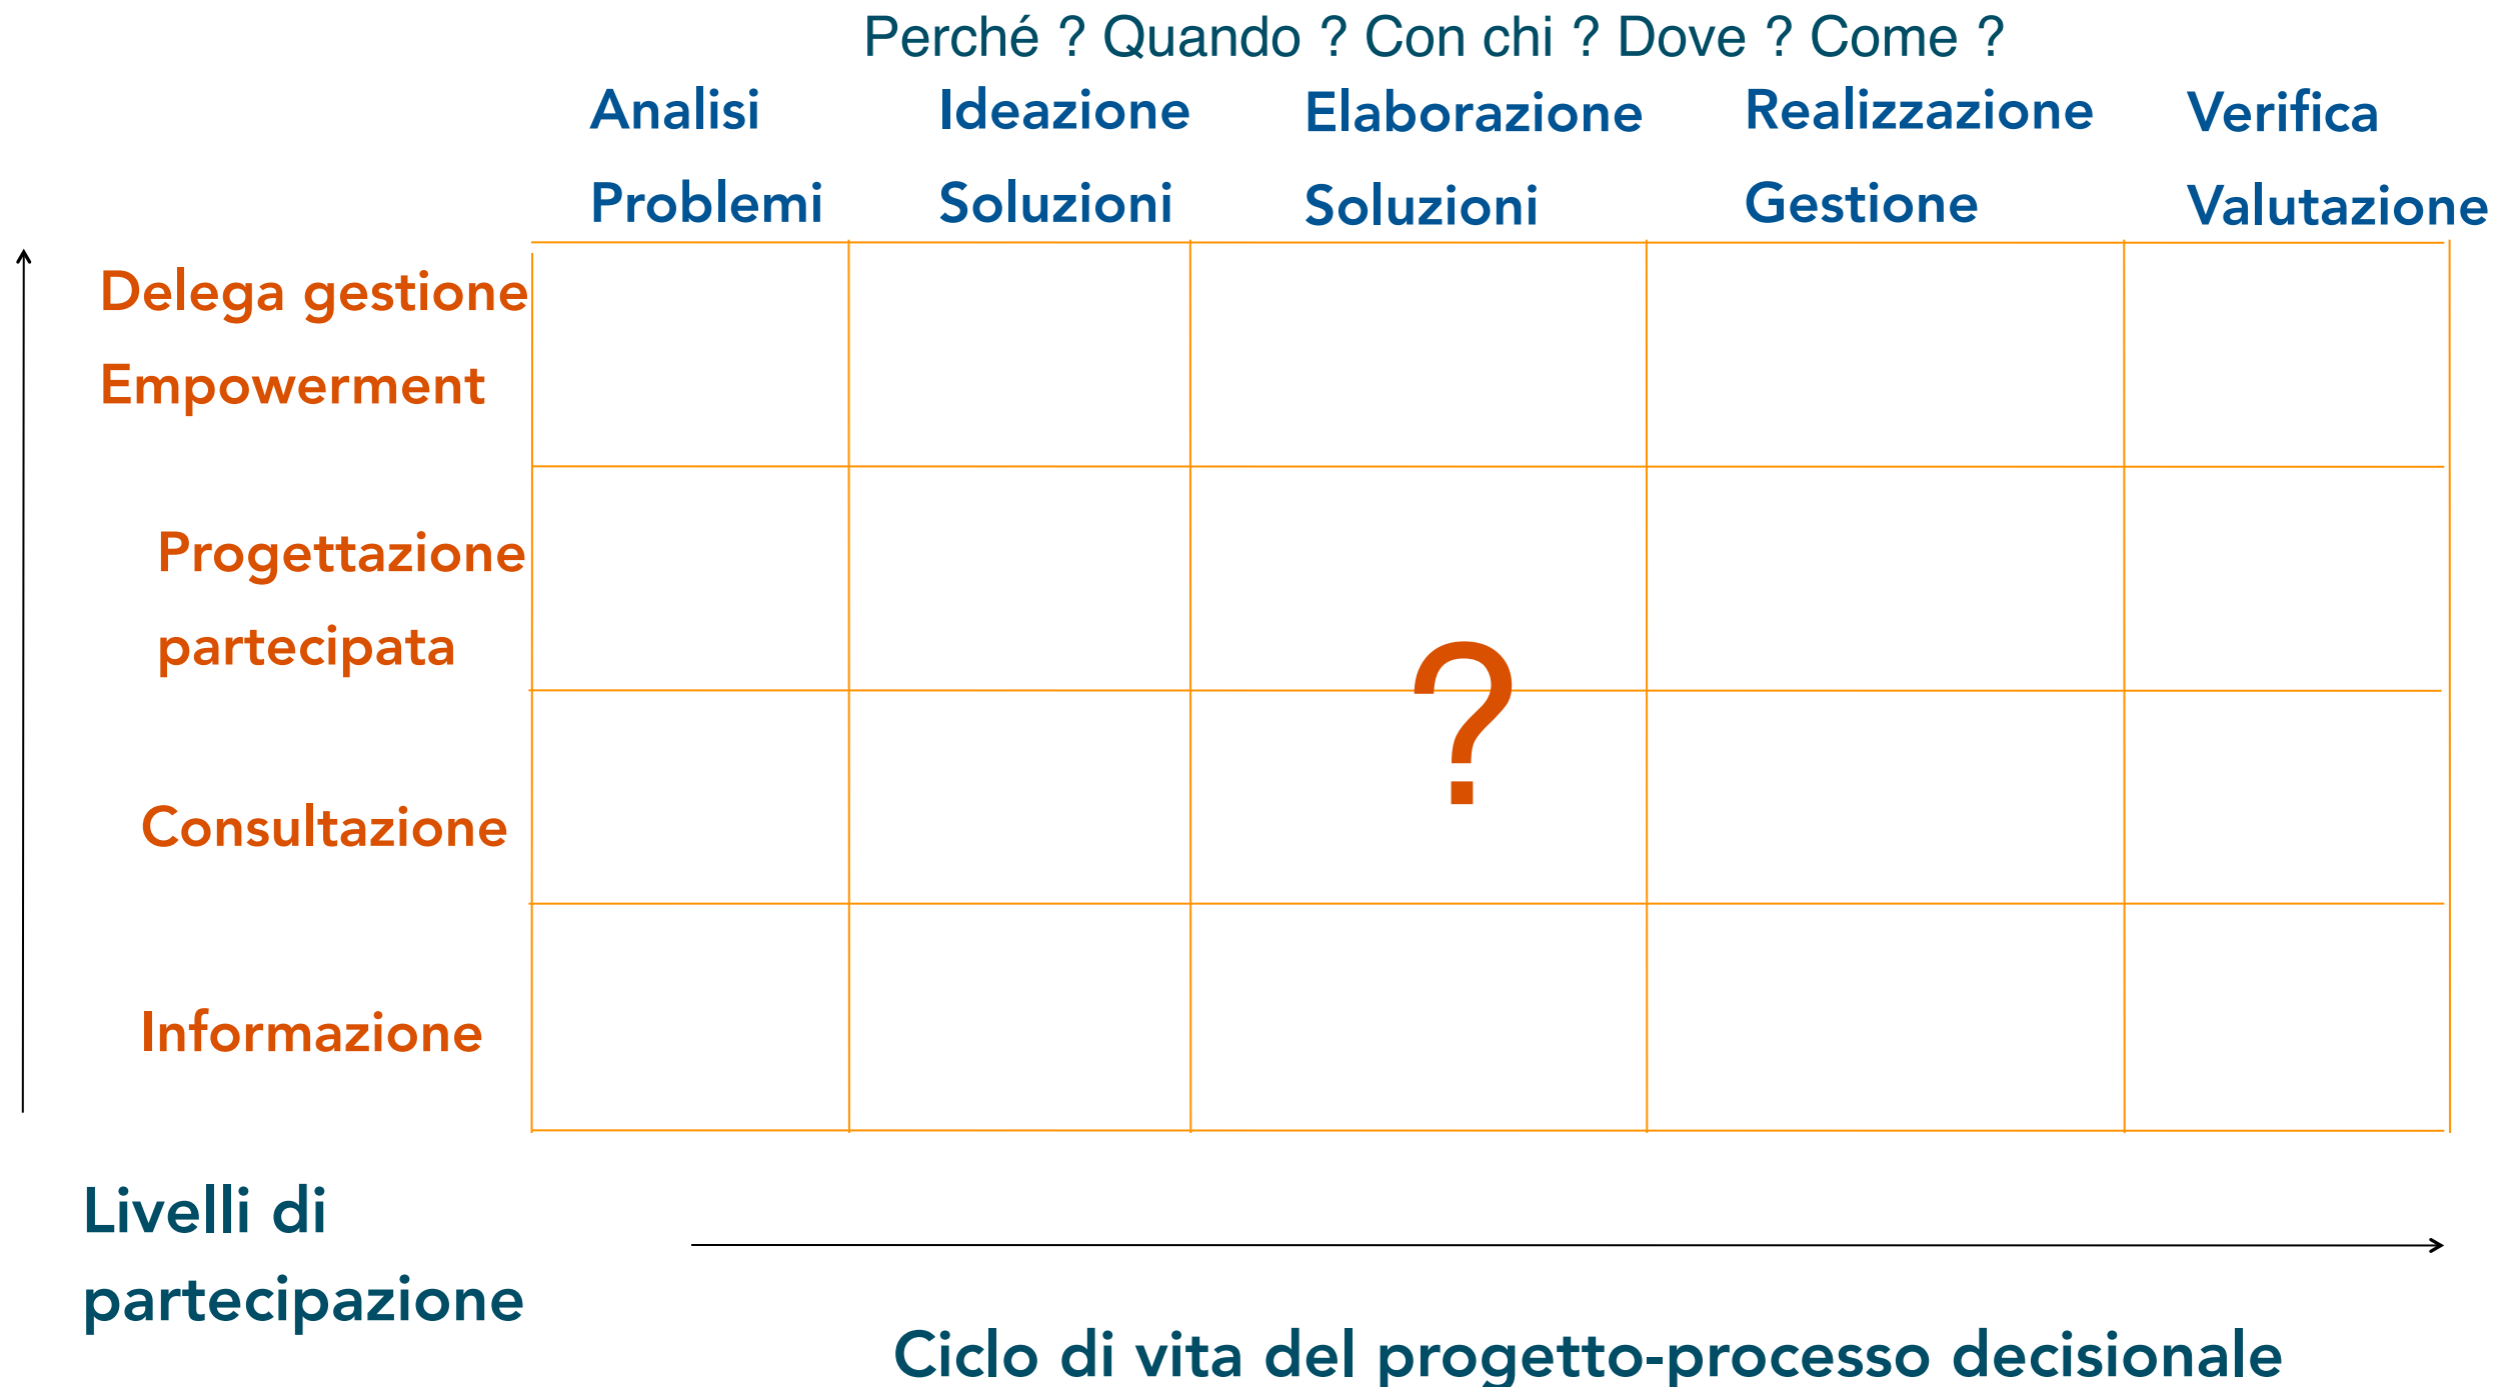 Perché ? Quando ? Con chi ? Dove ? Come ?
Analisi
Problemi
Ideazione
Soluzioni
Elaborazione
Soluzioni
Realizzazione
Gestione
Verifica
Valutazione
Delega gestione
Empowerment
Progettazione
partecipata
?
Consultazione
Informazione
Livelli di
partecipazione
Ciclo di vita del progetto-processo decisionale